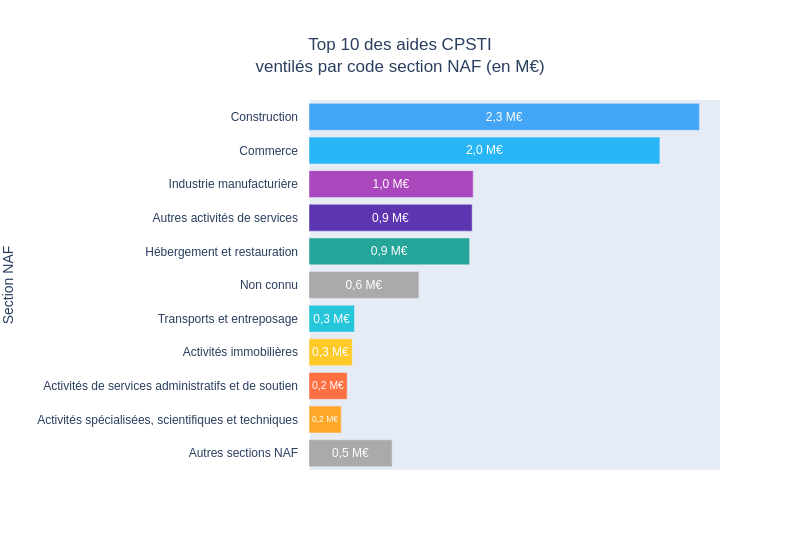 Top 10 des aides CPSTI
ventilés par code section NAF (en M€)
Section NAF
Construction 2,3 M€
Commerce 2,0 M€
Industrie manufacturière 1,0 M€
Autres activités de services 0,9 M€
Hébergement et restauration 0,9 M€
Non connu 0,6 M€
Transports et entreposage 0,3 M€
Activités immobilières 0,3 M€
Activités de services administratifs et de soutien 0,2 M€
Activités spécialisées, scientifiques et techniques 0,2 M€
Autres sections NAF 0,5 M€